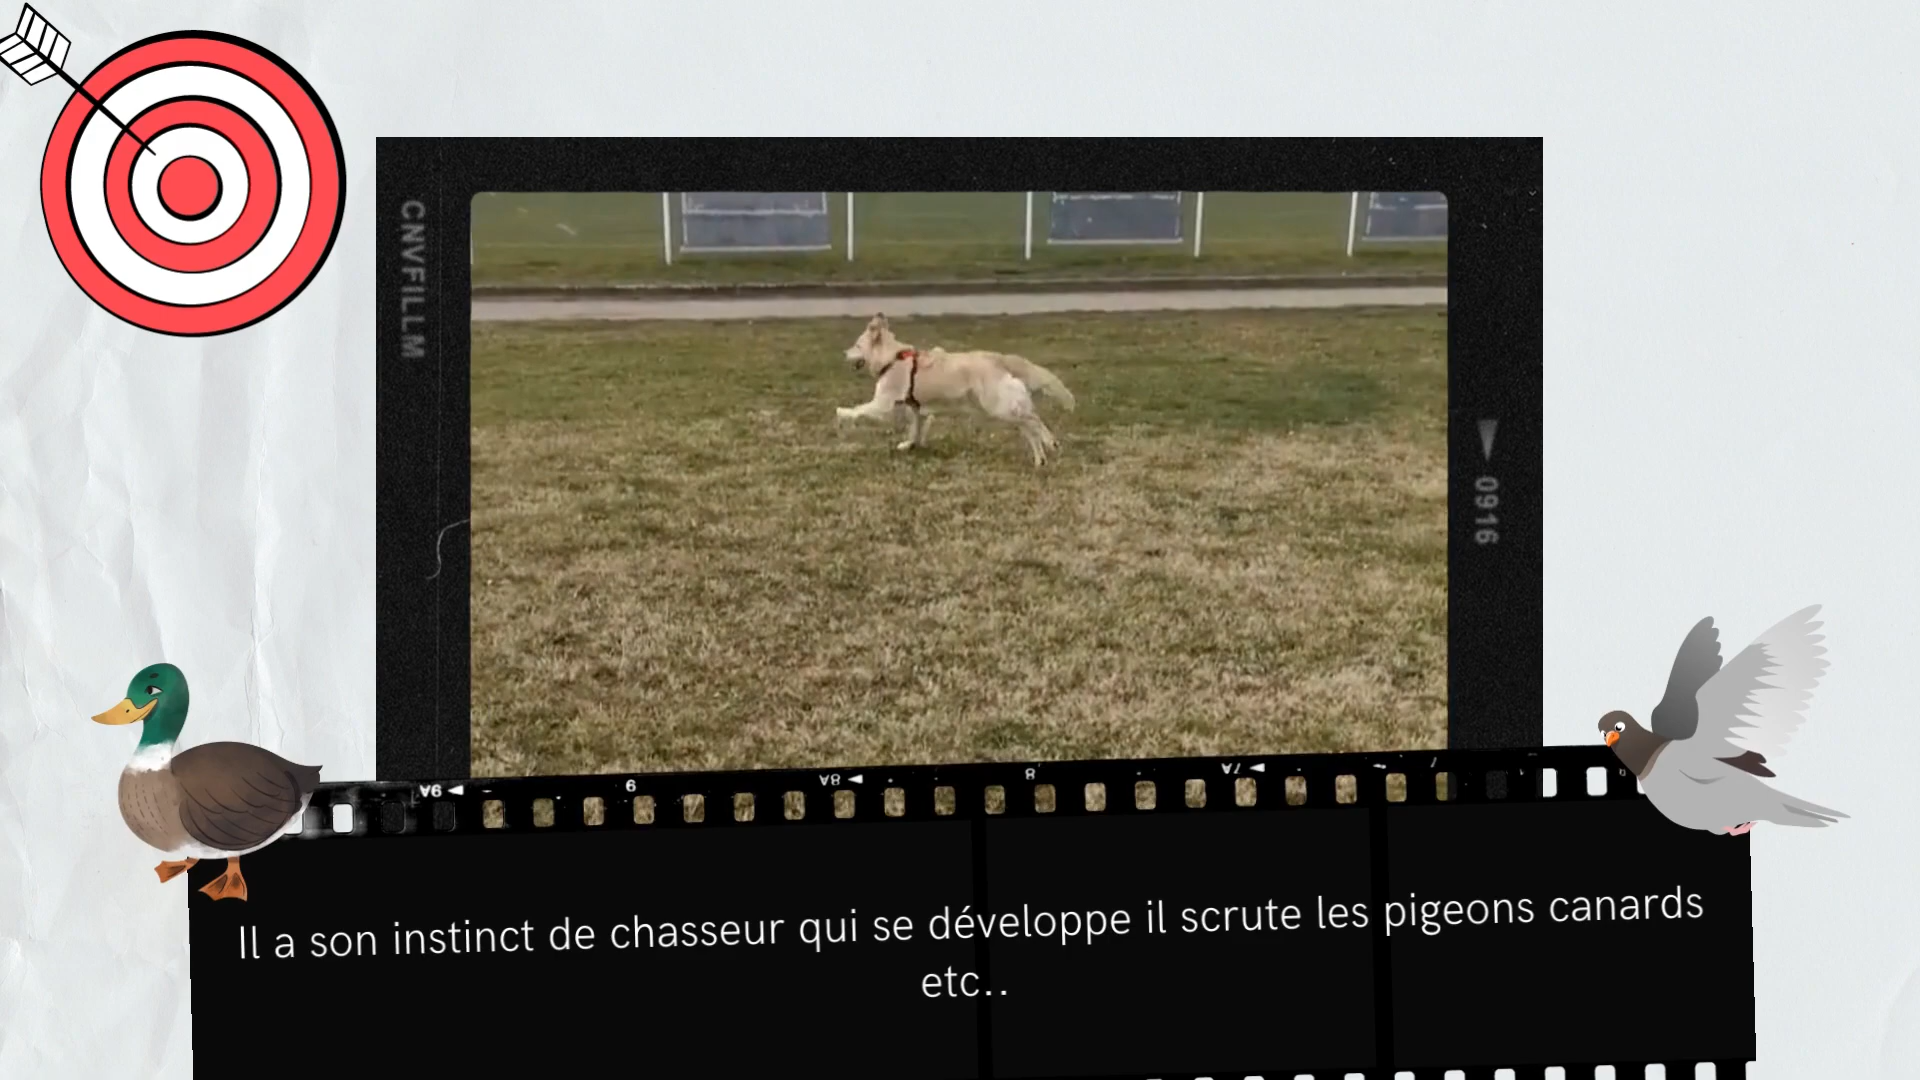 CNVFILLM
0916
9A
9
8A
8
7A
Il a son instinct de chasseur qui se développe il scrute les pigeons canards
etc..